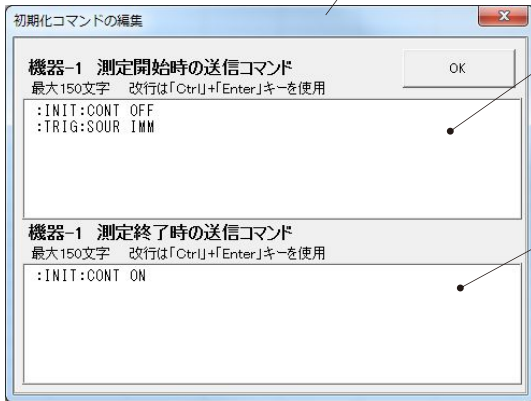 初期化コマンドの編集
機器-1 測定開始時の送信コマンド
OK
最大150文字 改行は「Ctrl」+「Enter」キーを使用
:INIT:CONT OFF
:TRIG:SOUR IMM
機器-1 測定終了時の送信コマンド
最大150文字 改行は「Ctrl」+「Enter」キーを使用
:INIT:CONT ON